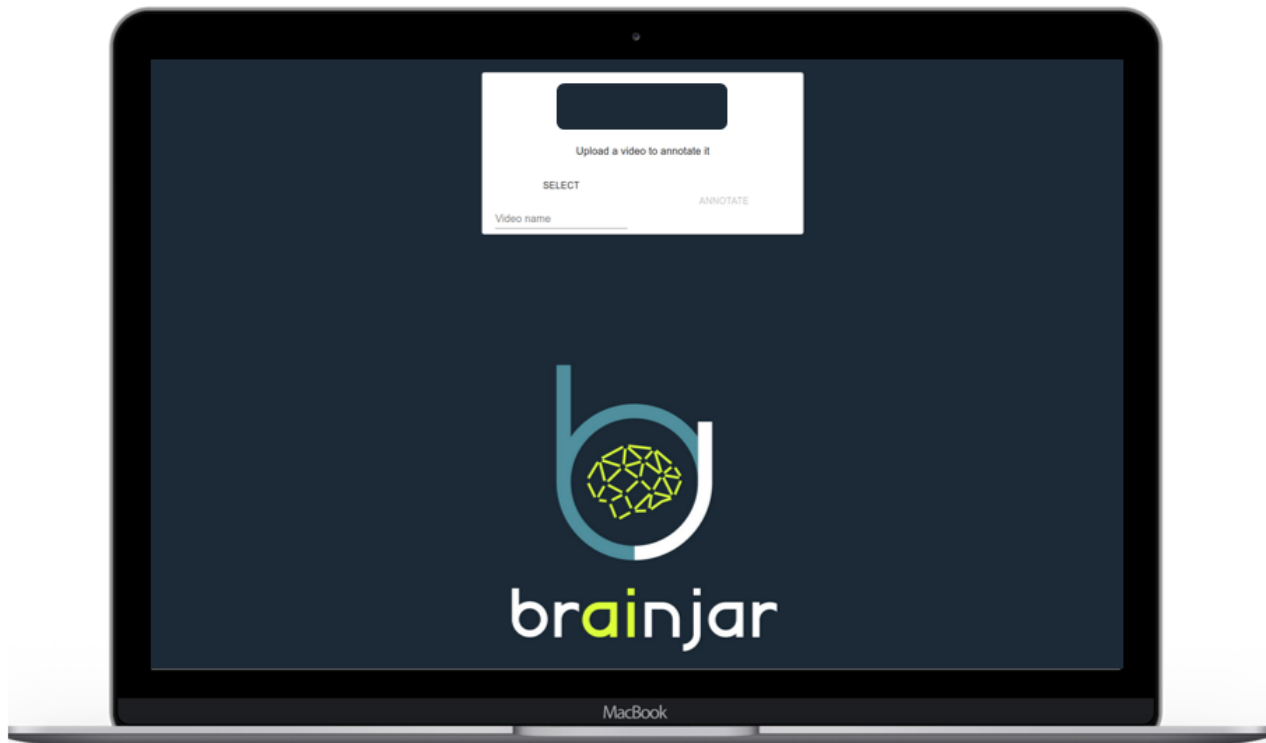 Upload a video to annotate it
SELECT
ANNOTATE
Video name
brainjar
MacBook